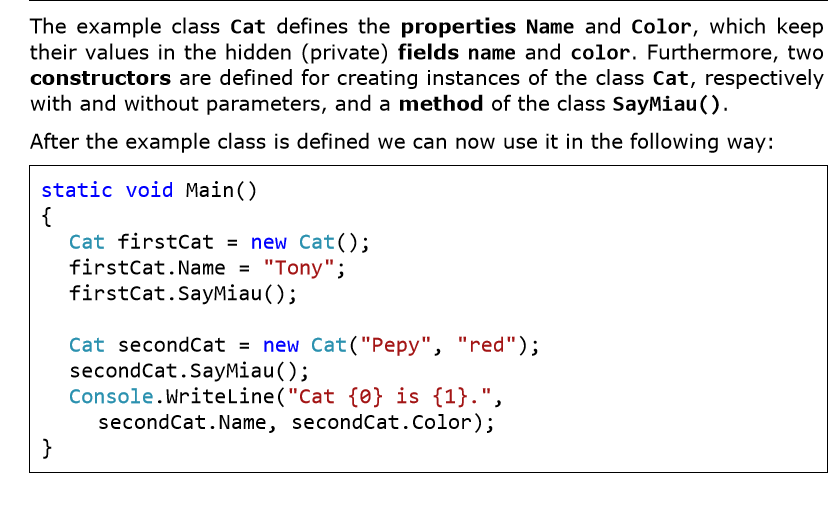 The example class Cat defines the properties Name and Color, which keep
their values in the hidden (private) fields name and color. Furthermore, two
constructors are defined for creating instances of the class Cat, respectively
with and without parameters, and a method of the class SayMiau().
After the example class is defined we can now use it in the following way:
static void Main()
{
Cat firstCat = new Cat();
firstCat.Name = "Tony";
firstCat.SayMiau();
Cat secondCat = new Cat("Pepy", "red");
secondCat.SayMiau();
Console.WriteLine("Cat {0} is {1}.",
secondCat.Name, secondCat.Color);
}